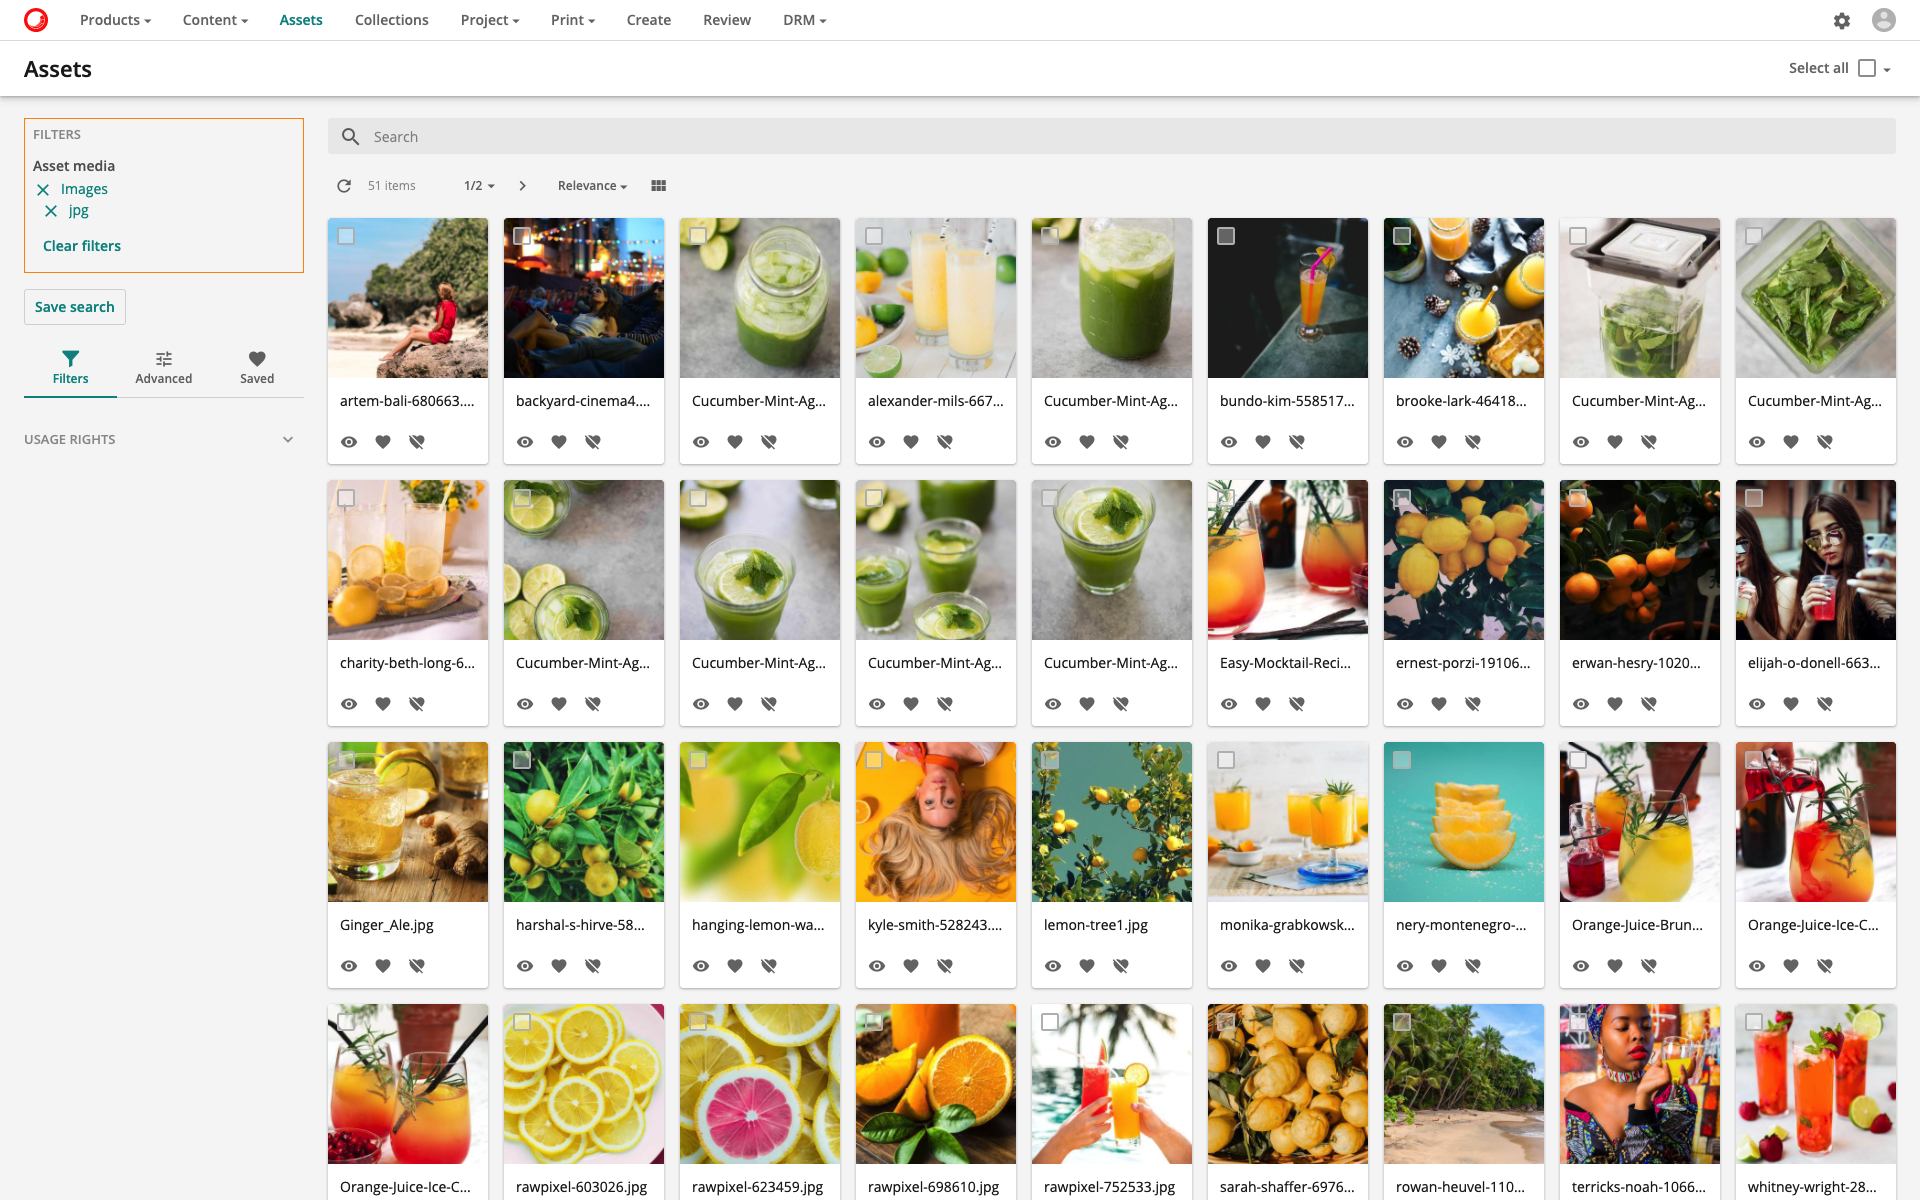 Products Content Assets Collections Project Print Create Review DRM
Assets
Select all
FILTERS
Asset media
Images
jpg
Clear filters
Save search
Filters Advanced Saved
USAGE RIGHTS
Search
51 items 1/2 Relevance
artem-bali-680663.... backyard-cinema4.... Cucumber-Mint-Ag... alexander-mils-667... Cucumber-Mint-Ag... bundo-kim-558517... brooke-lark-46418... Cucumber-Mint-Ag... Cucumber-Mint-Ag...
charity-beth-long-6... Cucumber-Mint-Ag... Cucumber-Mint-Ag... Cucumber-Mint-Ag... Cucumber-Mint-Ag... Easy-Mocktail-Reci... ernest-porzi-19106... erwan-hesry-1020... elijah-o-donell-663...
Ginger_Ale.jpg harshal-s-hirve-58... hanging-lemon-wa... kyle-smith-528243.... lemon-tree1.jpg monika-grabkowsk... nery-montenegro-... Orange-Juice-Brun... Orange-Juice-Ice-C...
Orange-Juice-Ice-C... rawpixel-603026.jpg rawpixel-623459.jpg rawpixel-698610.jpg rawpixel-752533.jpg sarah-shaffer-6976... rowan-heuvel-110... terricks-noah-1066... whitney-wright-28...